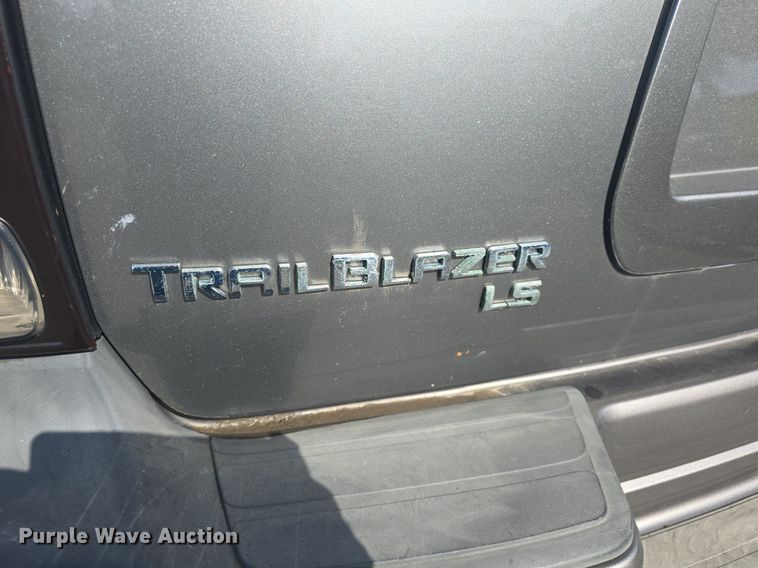 TRAILBLAZER
LS
Purple Wave Auction